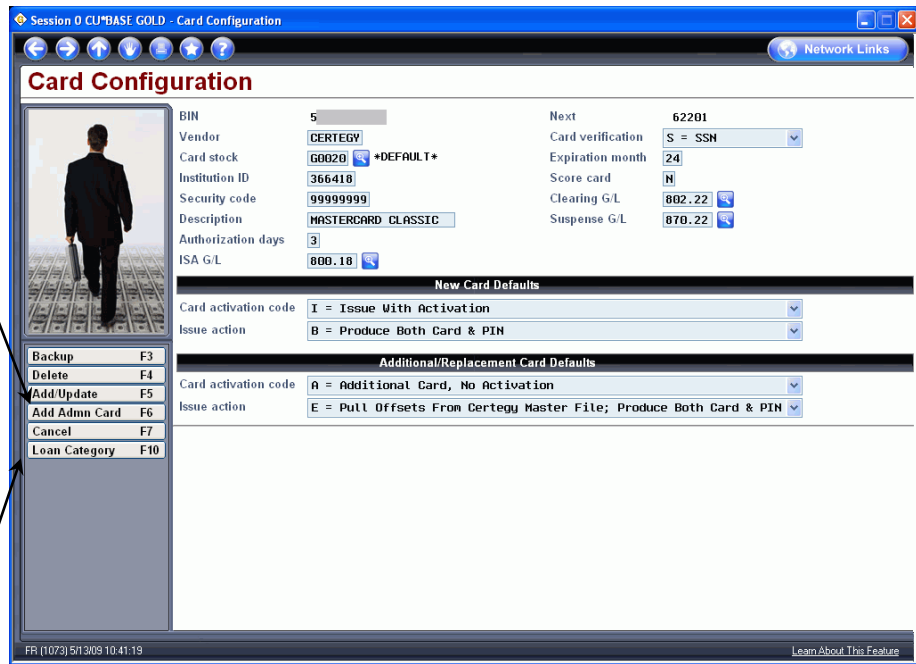 Session 0 CU*BASE GOLD - Card Configuration
Network Links
Card Configuration
BIN 5 Next 62201
Vendor CERTEGY Card verification S = SSN
Card stock G0020 *DEFAULT* Expiration month 24
Institution ID 366418 Score card N
Security code 99999999 Clearing G/L 802.22
Description MASTERCARD CLASSIC Suspense G/L 870.22
Authorization days 3
ISA G/L 800.18
New Card Defaults
Card activation code I = Issue With Activation
Issue action B = Produce Both Card & PIN
Additional/Replacement Card Defaults
Card activation code A = Additional Card, No Activation
Issue action E = Pull Offsets From Certegy Master File; Produce Both Card & PIN
Backup F3
Delete F4
Add/Update F5
Add Admn Card F6
Cancel F7
Loan Category F10
FR (1073) 5/13/09 10:41:19
Learn About This Feature